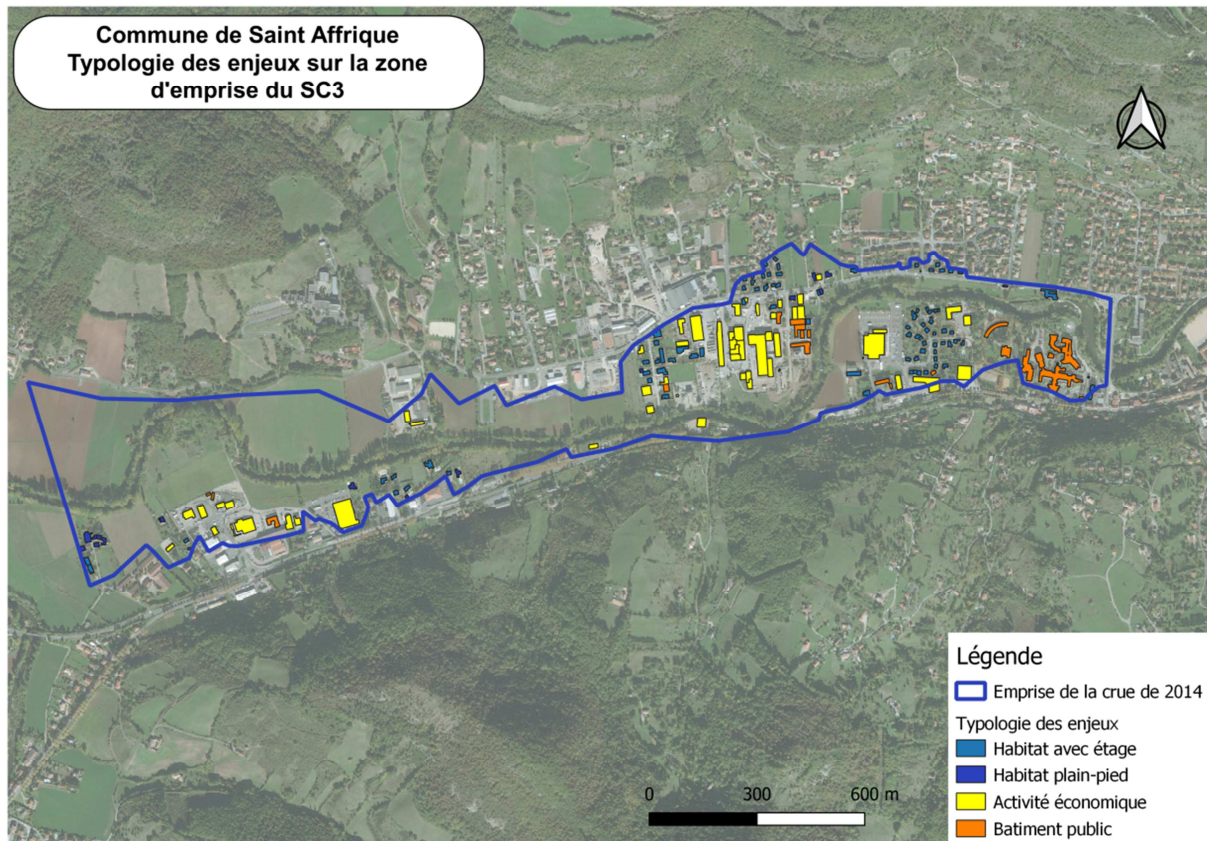 Commune de Saint Affrique
Typologie des enjeux sur la zone
d'emprise du SC3
Légende
Emprise de la crue de 2014
Typologie des enjeux
Habitat avec étage
Habitat plain-pied
Activité économique
Batiment public
0 300 600 m